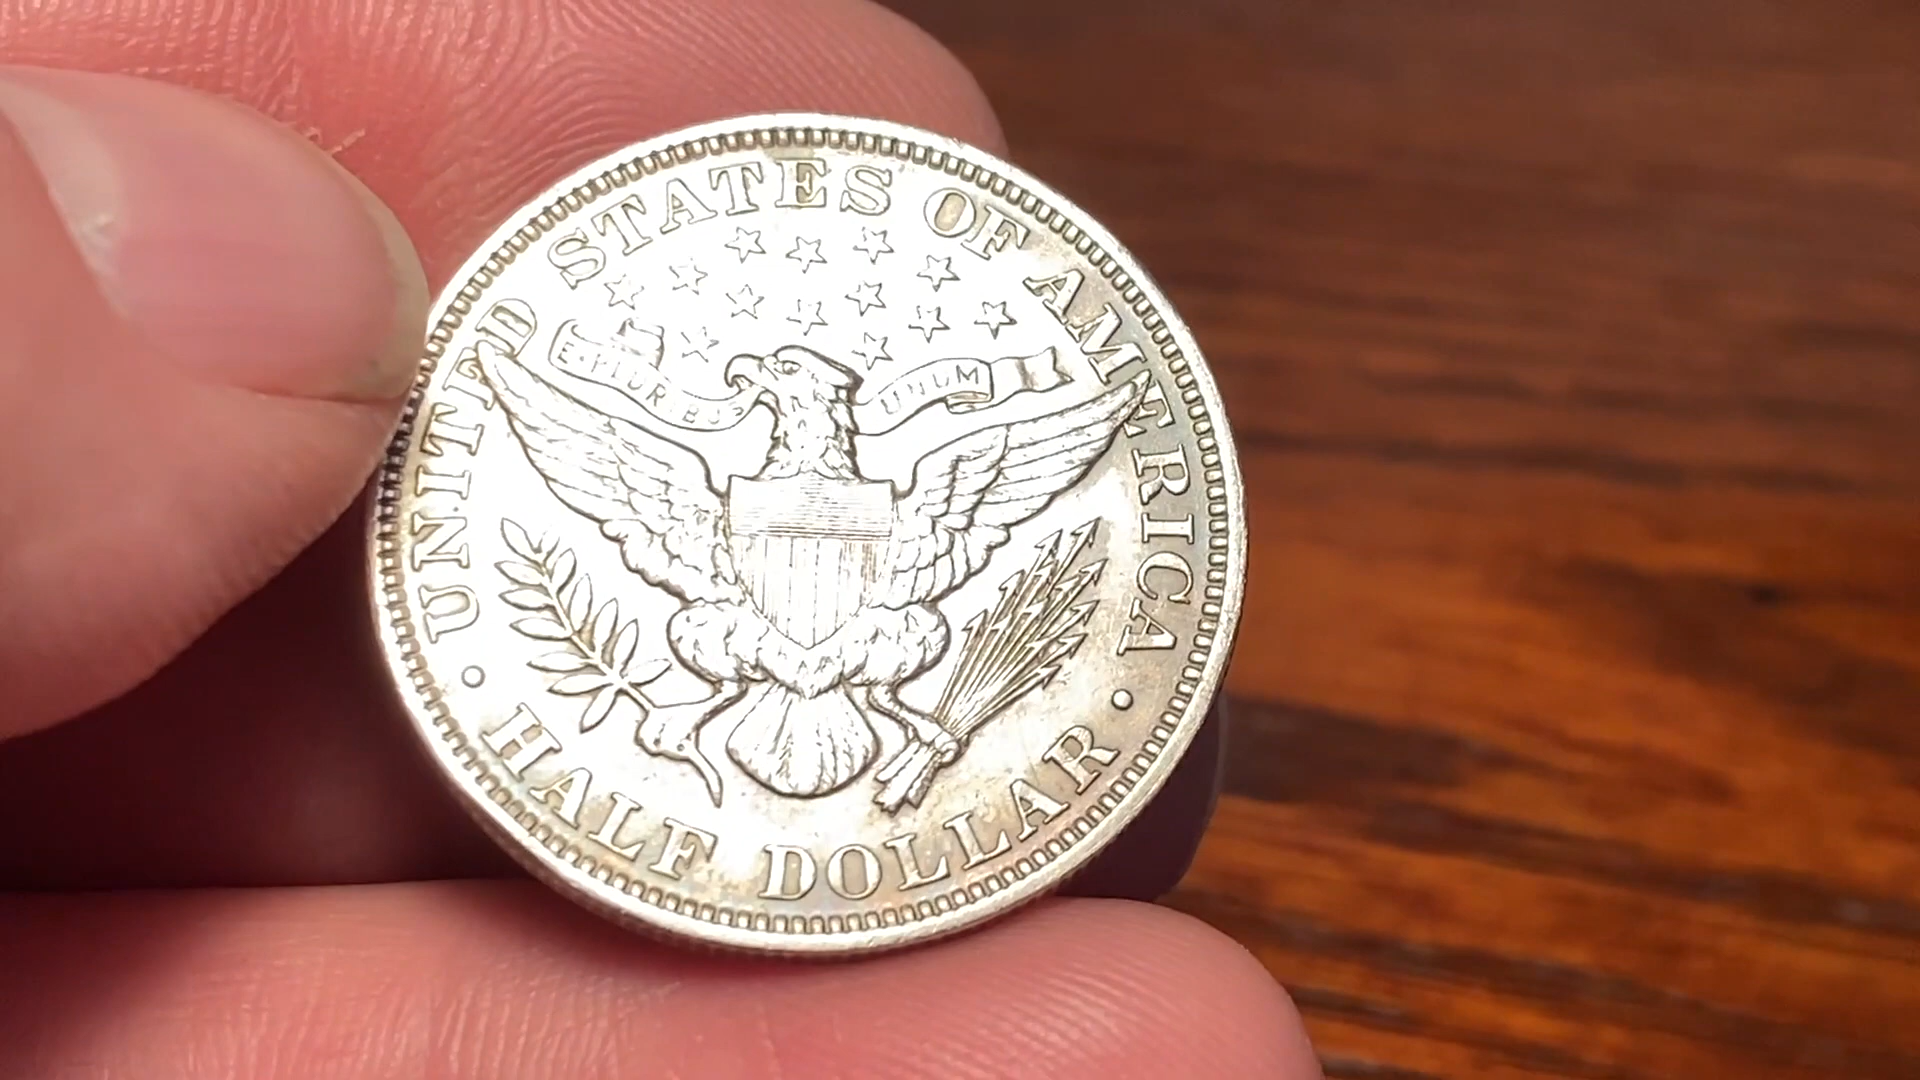 UNITED STATES OF AMERICA
E·PLURIBUS UNUM
· HALF DOLLAR ·